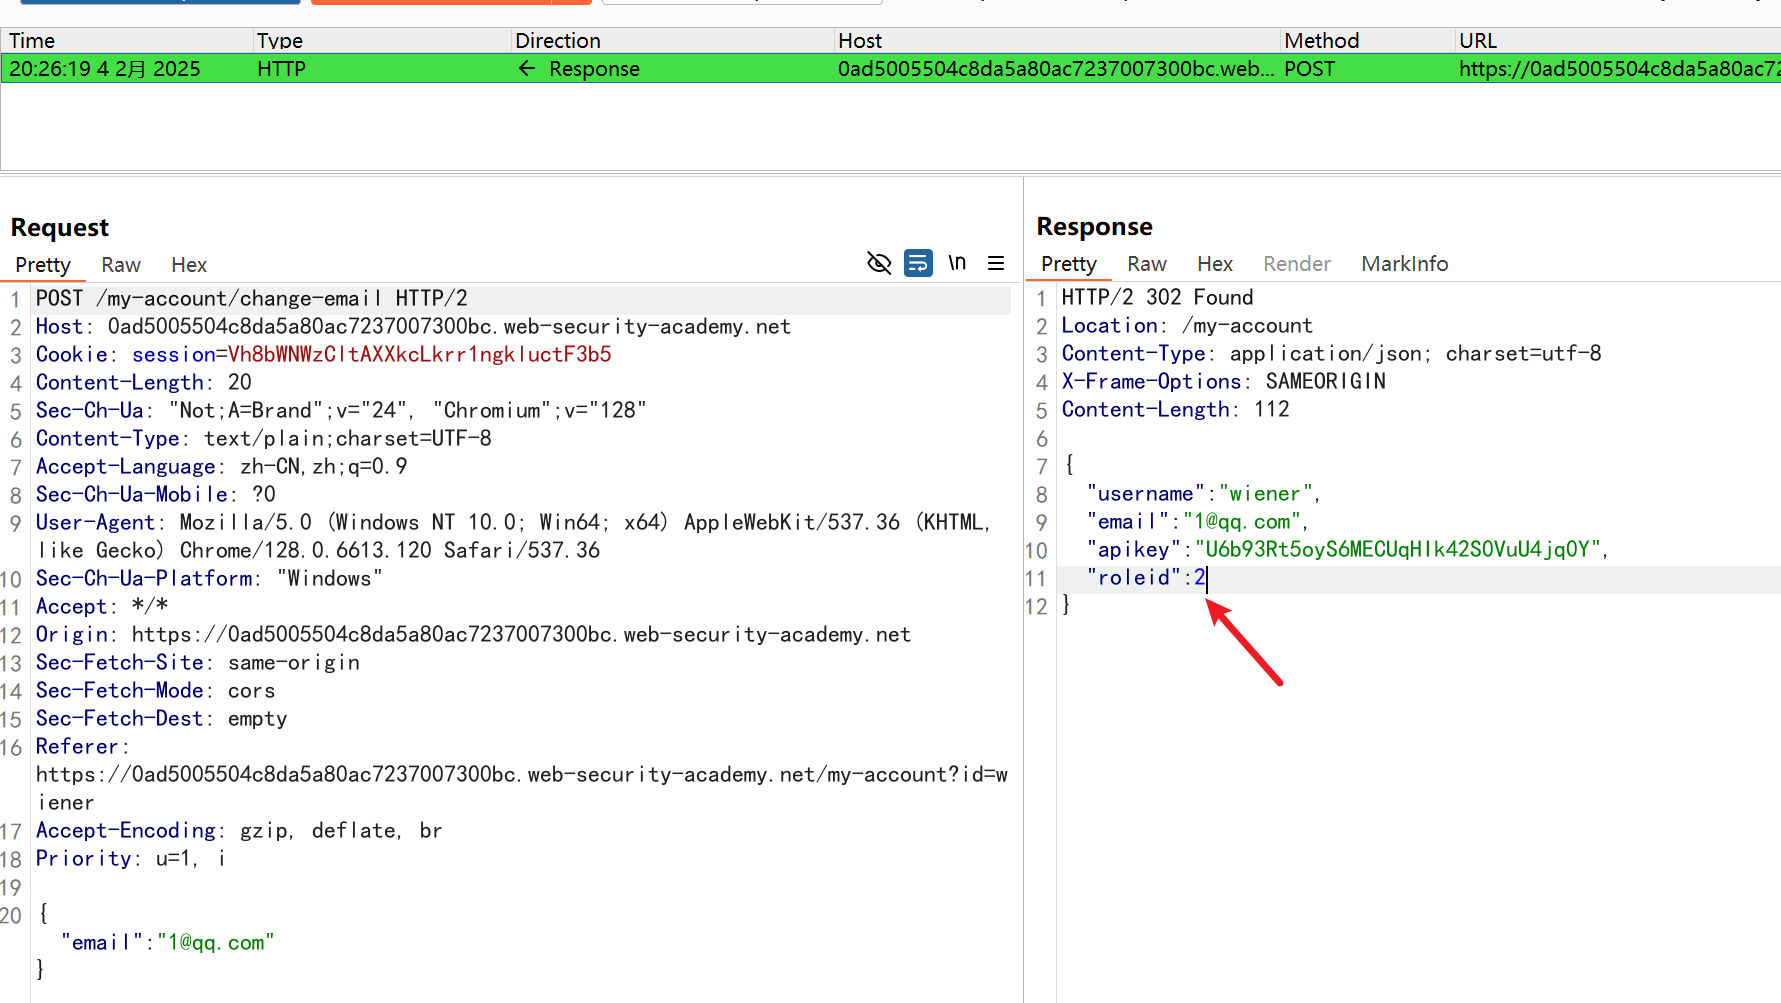 Time Type Direction Host Method URL
20:26:19 4 2月 2025 HTTP ← Response 0ad5005504c8da5a80ac7237007300bc.web... POST https://0ad5005504c8da5a80ac72
Request
Pretty Raw Hex \n
1 POST /my-account/change-email HTTP/2
2 Host: 0ad5005504c8da5a80ac7237007300bc.web-security-academy.net
3 Cookie: session=Vh8bWNWzCltAXXkcLkrr1ngkluctF3b5
4 Content-Length: 20
5 Sec-Ch-Ua: "Not;A=Brand";v="24", "Chromium";v="128"
6 Content-Type: text/plain;charset=UTF-8
7 Accept-Language: zh-CN,zh;q=0.9
8 Sec-Ch-Ua-Mobile: ?0
9 User-Agent: Mozilla/5.0 (Windows NT 10.0; Win64; x64) AppleWebKit/537.36 (KHTML,
like Gecko) Chrome/128.0.6613.120 Safari/537.36
10 Sec-Ch-Ua-Platform: "Windows"
11 Accept: */*
12 Origin: https://0ad5005504c8da5a80ac7237007300bc.web-security-academy.net
13 Sec-Fetch-Site: same-origin
14 Sec-Fetch-Mode: cors
15 Sec-Fetch-Dest: empty
16 Referer:
https://0ad5005504c8da5a80ac7237007300bc.web-security-academy.net/my-account?id=w
iener
17 Accept-Encoding: gzip, deflate, br
18 Priority: u=1, i
19
20 {
"email":"1@qq.com"
}
Response
Pretty Raw Hex Render MarkInfo
1 HTTP/2 302 Found
2 Location: /my-account
3 Content-Type: application/json; charset=utf-8
4 X-Frame-Options: SAMEORIGIN
5 Content-Length: 112
6
7 {
8 "username":"wiener",
9 "email":"1@qq.com",
10 "apikey":"U6b93Rt5oyS6MECUqHlk42S0VuU4jq0Y",
11 "roleid":2
12 }